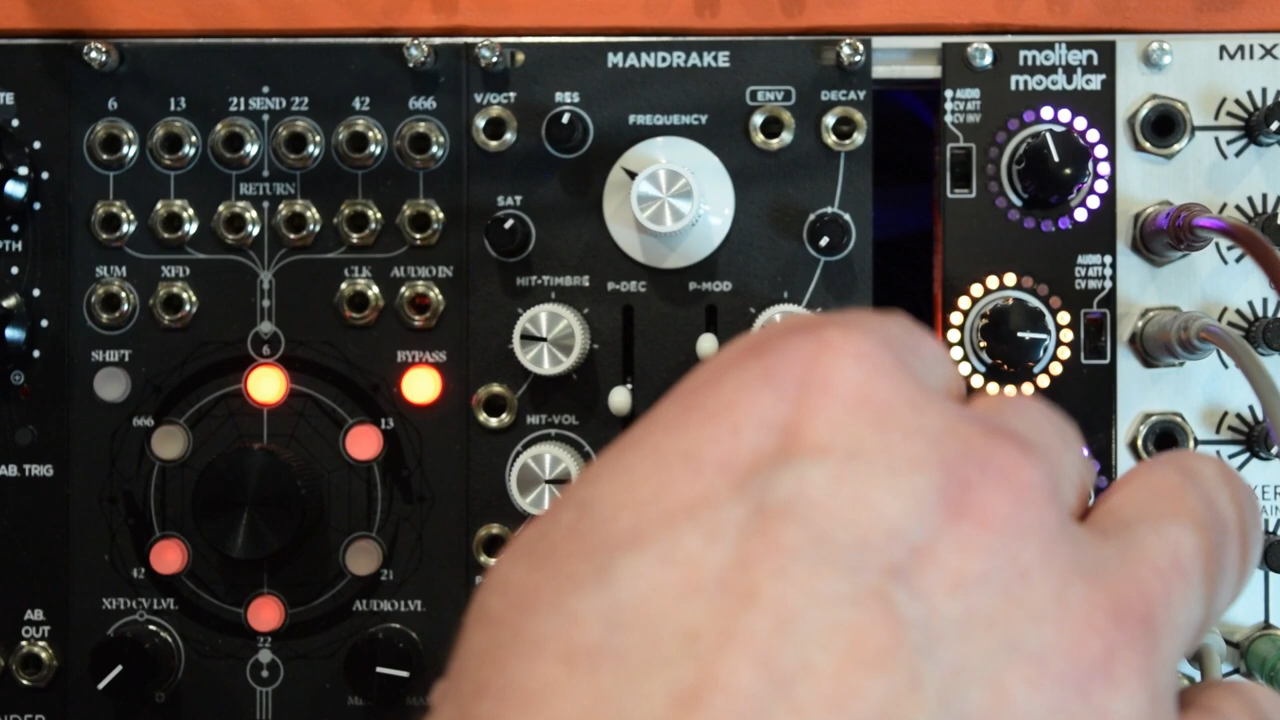 MANDRAKE
molten
modular
MIX
6 13 21 SEND 22 42 666
V/OCT
RES
ENV
DECAY
FREQUENCY
AUDIO
CV ATT
CV INV
RETURN
SAT
SUM
XFD
CLK
AUDIO IN
HIT-TIMBRE
P-DEC
P-MOD
AUDIO
CV ATT
CV INV
SHIFT
6
BYPASS
666
13
HIT-VOL
AB. TRIG
42
21
XFD CV LVL
AUDIO LVL
AB.
OUT
22